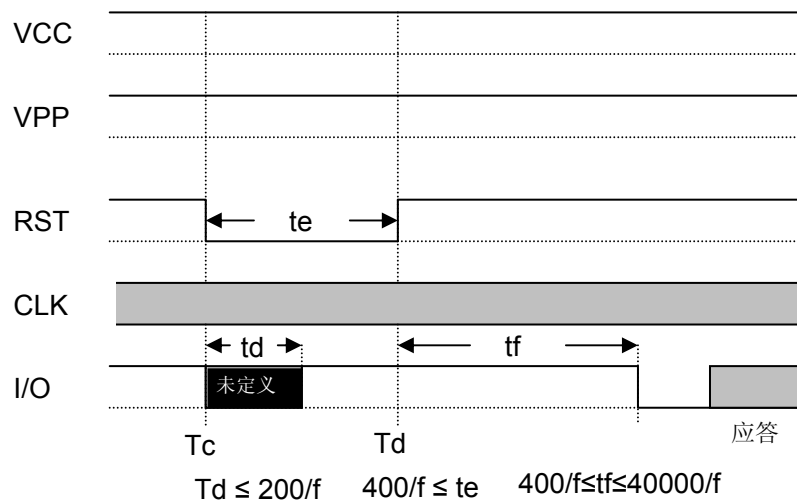 VCC
VPP
RST
te
CLK
td
tf
I/O
未定义
应答
Tc
Td
Td ≤ 200/f
400/f ≤ te
400/f≤tf≤40000/f